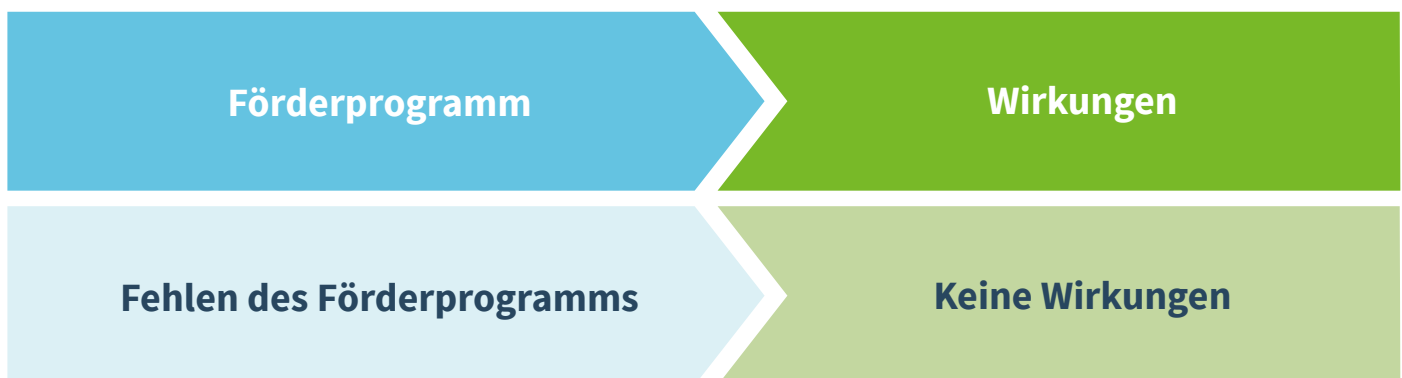 Förderprogramm
Wirkungen
Fehlen des Förderprogramms
Keine Wirkungen